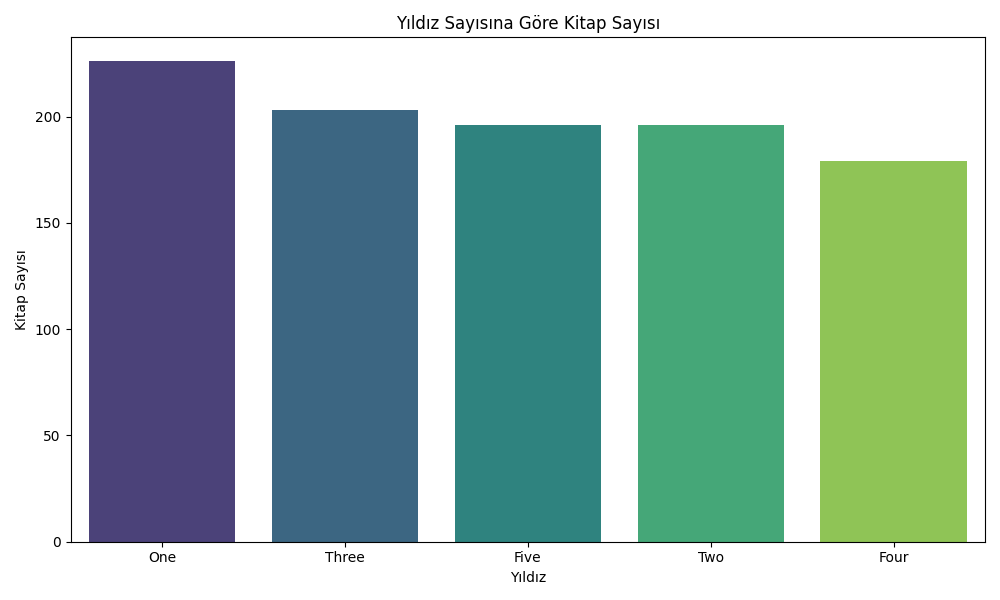 Yıldız Sayısına Göre Kitap Sayısı
Kitap Sayısı
200
150
100
50
0
One Three Five Two Four
Yıldız